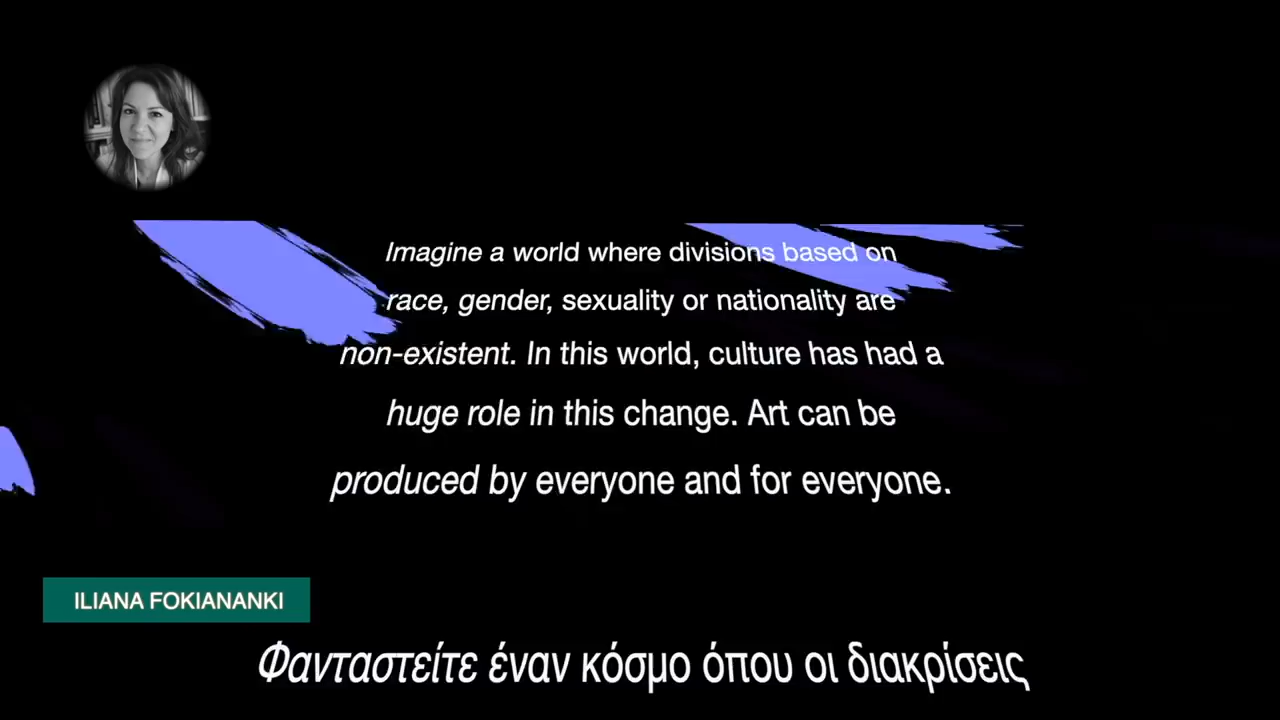 Imagine a world where divisions based on
race, gender, sexuality or nationality are
non-existent. In this world, culture has had a
huge role in this change. Art can be
produced by everyone and for everyone.
ILIANA FOKIANANKI
Φανταστείτε έναν κόσμο όπου οι διακρίσεις